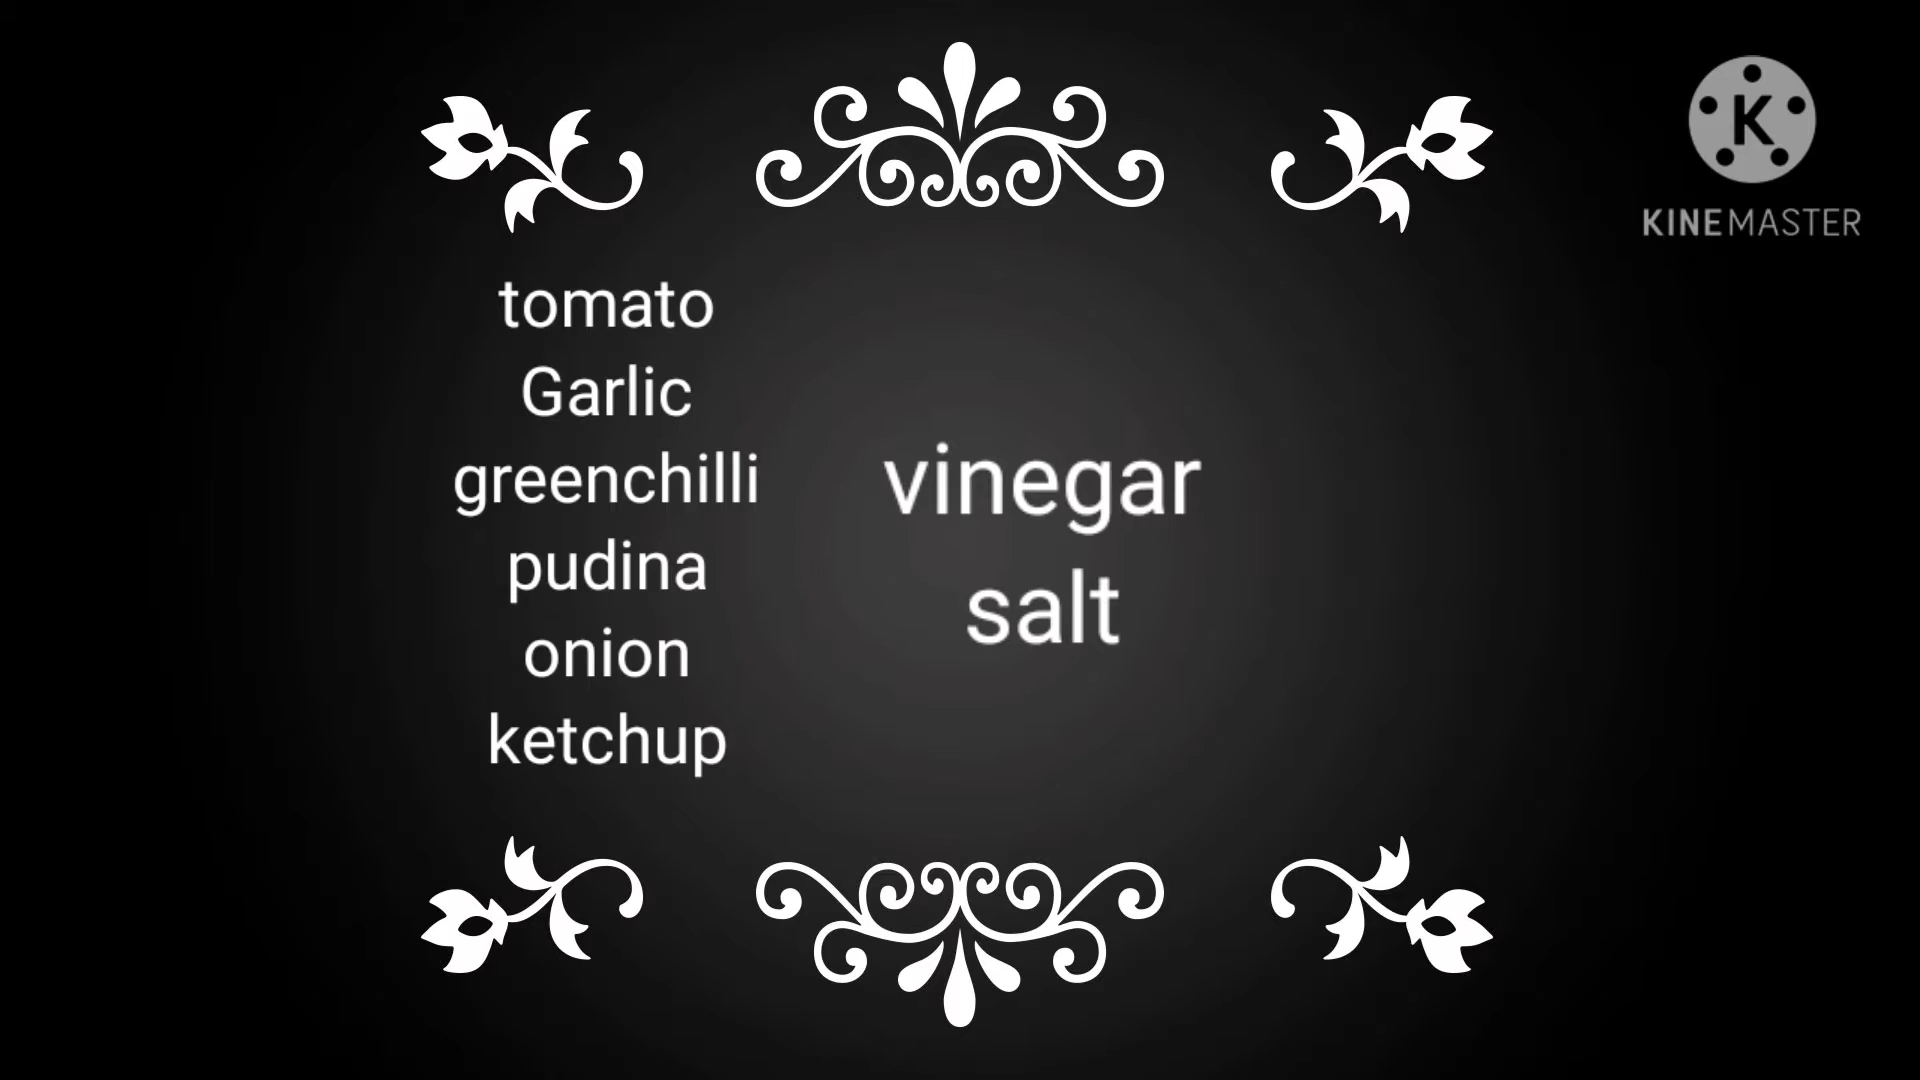 tomato
Garlic
greenchilli
pudina
onion
ketchup
vinegar
salt
K
KINEMASTER